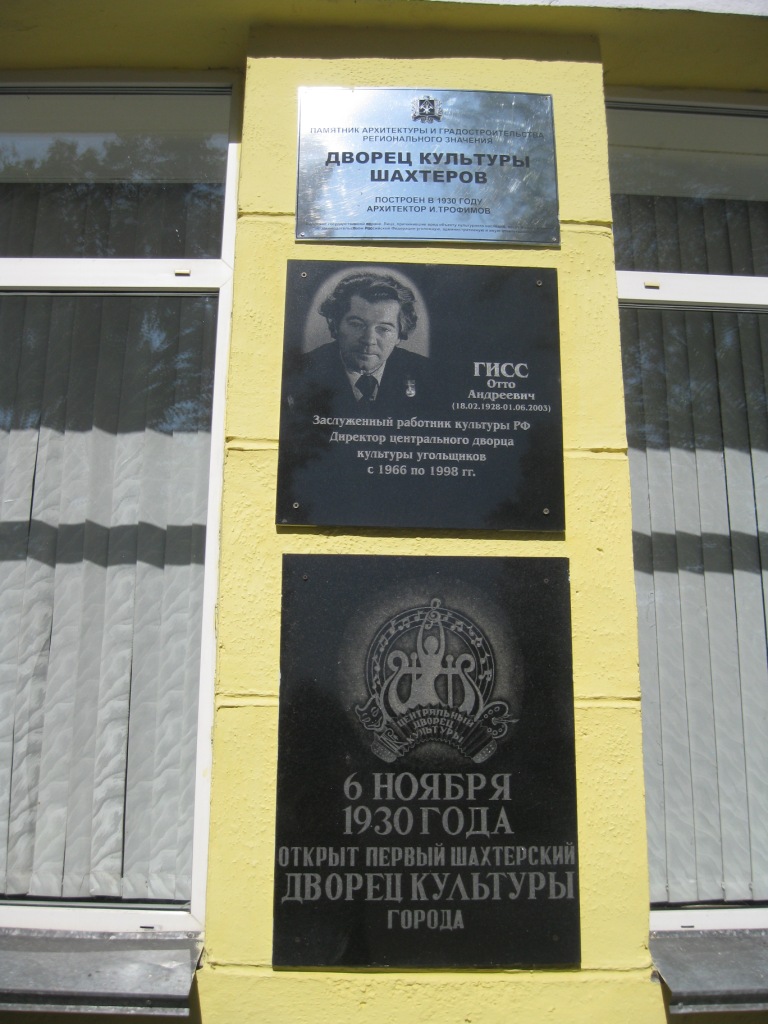 ПАМЯТНИК АРХИТЕКТУРЫ И ГРАДОСТРОИТЕЛЬСТВА
РЕГИОНАЛЬНОГО ЗНАЧЕНИЯ
ДВОРЕЦ КУЛЬТУРЫ
ШАХТЕРОВ
ПОСТРОЕН В 1930 ГОДУ
АРХИТЕКТОР И.ТРОФИМОВ
ГИСС
Отто
Андреевич
(18.02.1928-01.06.2003)
Заслуженный работник культуры РФ
Директор центрального дворца
культуры угольщиков
с 1966 по 1998 гг.
ЦЕНТРАЛЬНЫЙ
ДВОРЕЦ
КУЛЬТУРЫ
6 НОЯБРЯ
1930 ГОДА
ОТКРЫТ ПЕРВЫЙ ШАХТЕРСКИЙ
ДВОРЕЦ КУЛЬТУРЫ
ГОРОДА